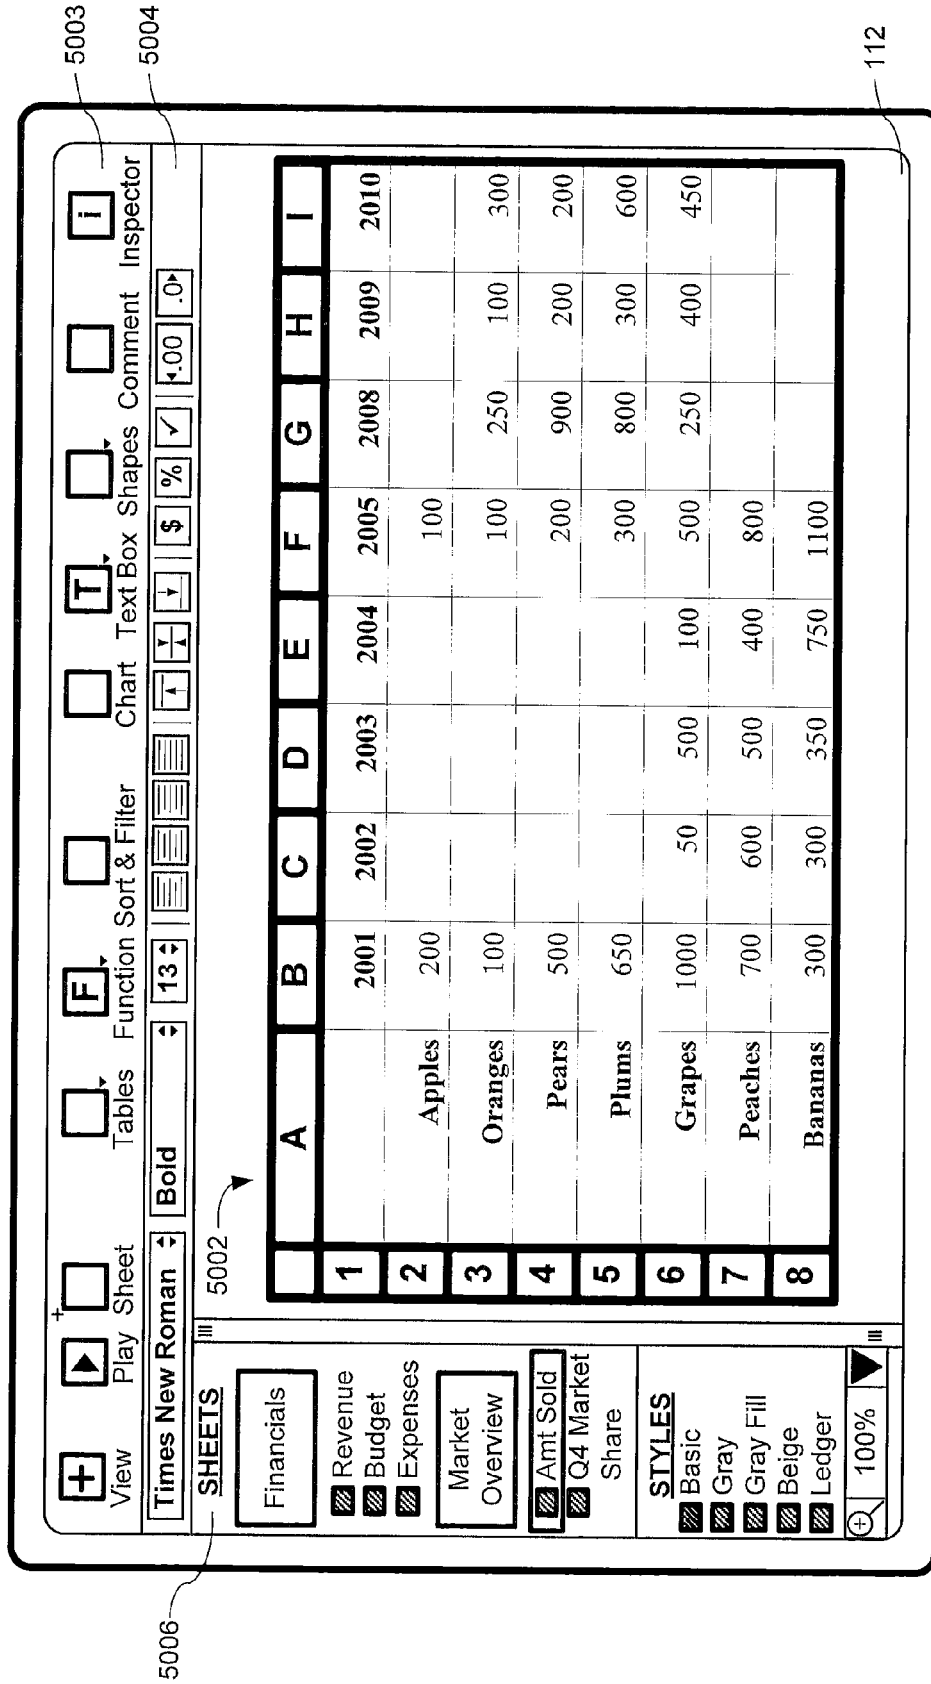 5003
5004
112
5002
5006
+ i
F T
View Play Sheet Tables Function Sort & Filter Chart Text Box Shapes Comment Inspector
Times New Roman Bold 13 $ % ✓ .00 .0
SHEETS
Financials
Revenue
Budget
Expenses
Market
Overview
Amt Sold
Q4 Market
Share
STYLES
Basic
Gray
Gray Fill
Beige
Ledger
100%
A B C D E F G H I
1 2001 2002 2003 2004 2005 2008 2009 2010
2 Apples 200 100
3 Oranges 100 100 250 100 300
4 Pears 500 200 900 200 200
5 Plums 650 300 800 300 600
6 Grapes 1000 50 500 100 500 250 400 450
7 Peaches 700 600 500 400 800
8 Bananas 300 300 350 750 1100